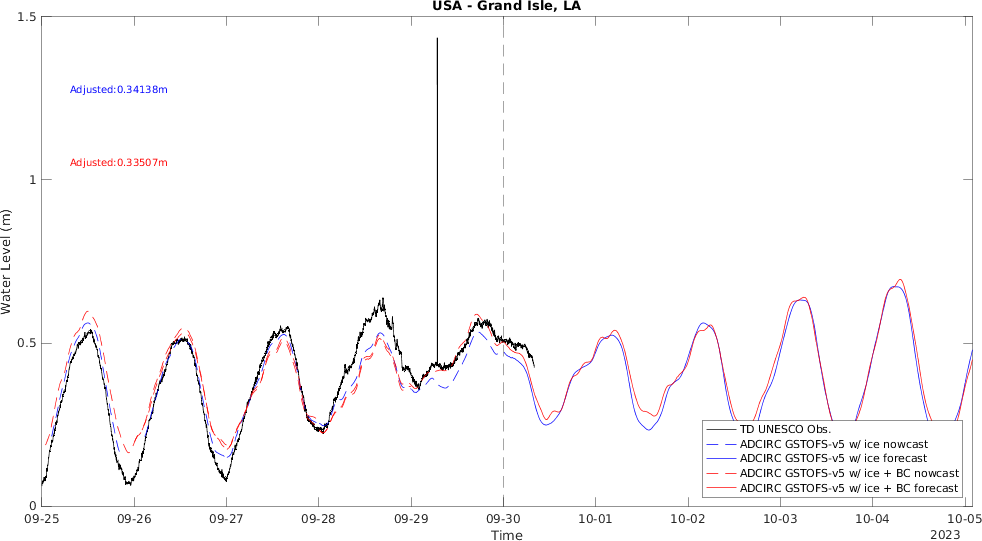 USA - Grand Isle, LA
1.5
Adjusted:0.34138m
Adjusted:0.33507m
1
0.5
0
Water Level (m)
TD UNESCO Obs.
ADCIRC GSTOFS-v5 w/ ice nowcast
ADCIRC GSTOFS-v5 w/ ice forecast
ADCIRC GSTOFS-v5 w/ ice + BC nowcast
ADCIRC GSTOFS-v5 w/ ice + BC forecast
09-25 09-26 09-27 09-28 09-29 09-30 10-01 10-02 10-03 10-04 10-05
Time
2023